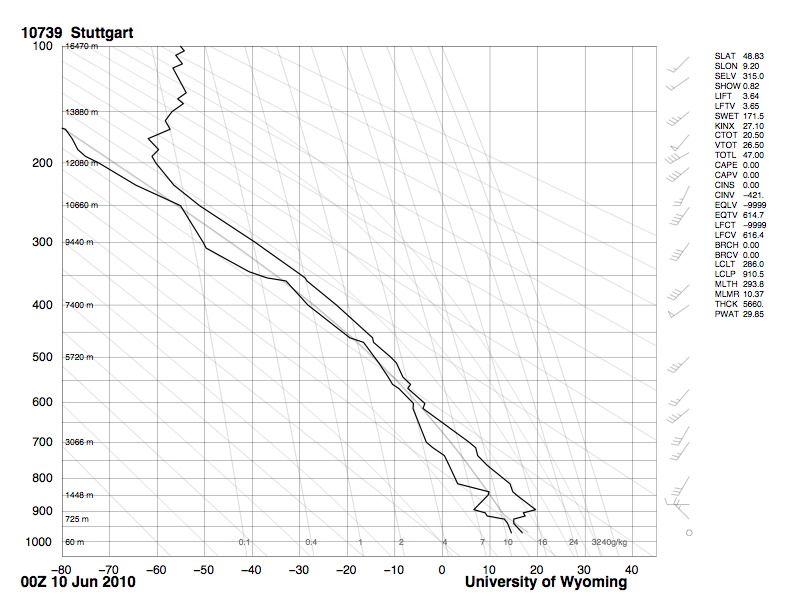 10739 Stuttgart
100
16470 m
13880 m
200
12080 m
10660 m
300
9440 m
400
7400 m
500
5720 m
600
700
3066 m
800
1448 m
900
725 m
1000
60 m
0.1 0.4 1 2 4 7 10 16 24 3240g/kg
−80 −70 −60 −50 −40 −30 −20 −10 0 10 20 30 40
00Z 10 Jun 2010
University of Wyoming
SLAT 48.83
SLON 9.20
SELV 315.0
SHOW 0.82
LIFT 3.64
LFTV 3.65
SWET 171.5
KINX 27.10
CTOT 20.50
VTOT 26.50
TOTL 47.00
CAPE 0.00
CAPV 0.00
CINS 0.00
CINV −421.
EQLV −9999
EQTV 614.7
LFCT −9999
LFCV 616.4
BRCH 0.00
BRCV 0.00
LCLT 286.0
LCLP 910.5
MLTH 293.8
MLMR 10.37
THCK 5660.
PWAT 29.85